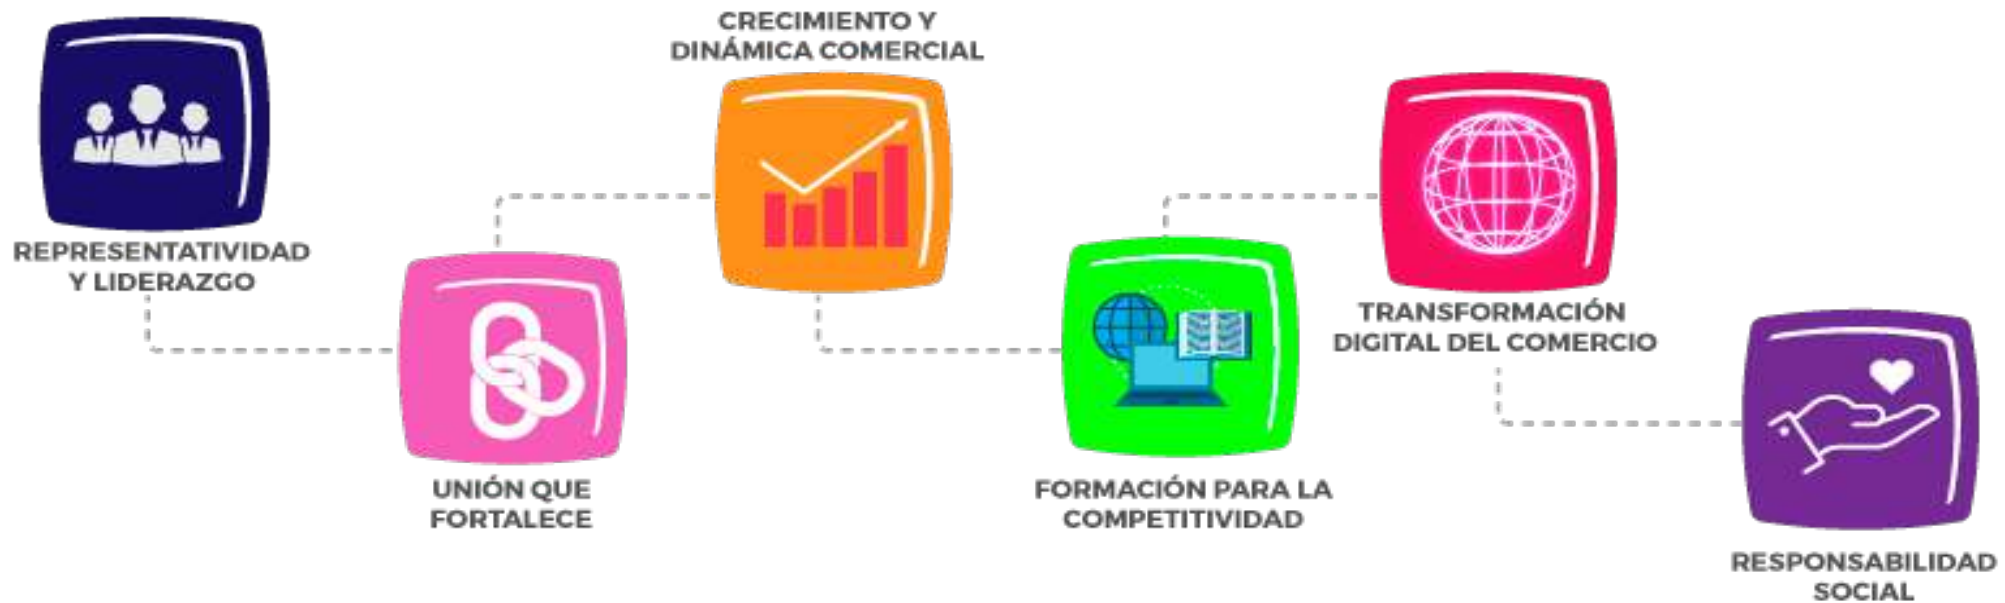 REPRESENTATIVIDAD
Y LIDERAZGO
UNIÓN QUE
FORTALECE
CRECIMIENTO Y
DINÁMICA COMERCIAL
FORMACIÓN PARA LA
COMPETITIVIDAD
TRANSFORMACIÓN
DIGITAL DEL COMERCIO
RESPONSABILIDAD
SOCIAL